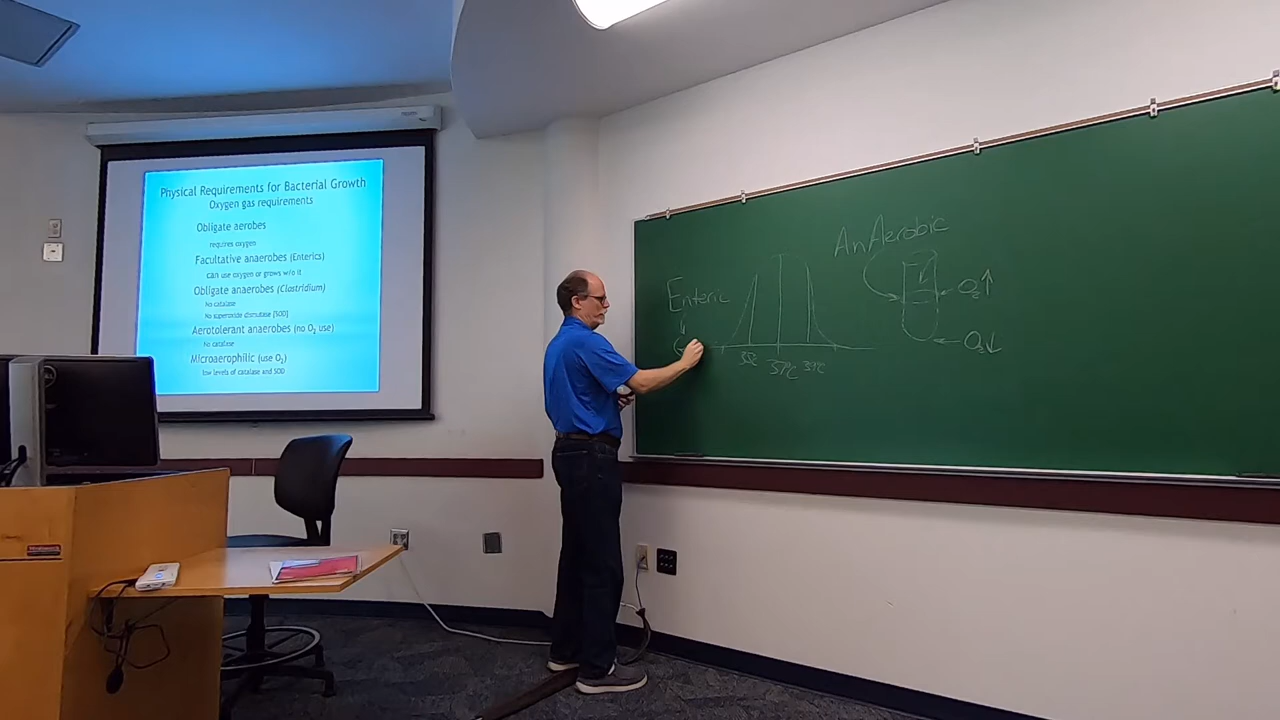 Physical Requirements for Bacterial Growth
Oxygen gas requirements
Obligate aerobes
requires oxygen
Facultative anaerobes (Enterics)
can use oxygen or grows w/o it
Obligate anaerobes (Clostridium)
No catalase
No superoxide dismutase [SOD]
Aerotolerant anaerobes (no O₂ use)
No catalase
Microaerophilic (use O₂)
low levels of catalase and SOD
Enteric
37°C
39°C
AnAerobic
O₂↑
O₂↓
DELL